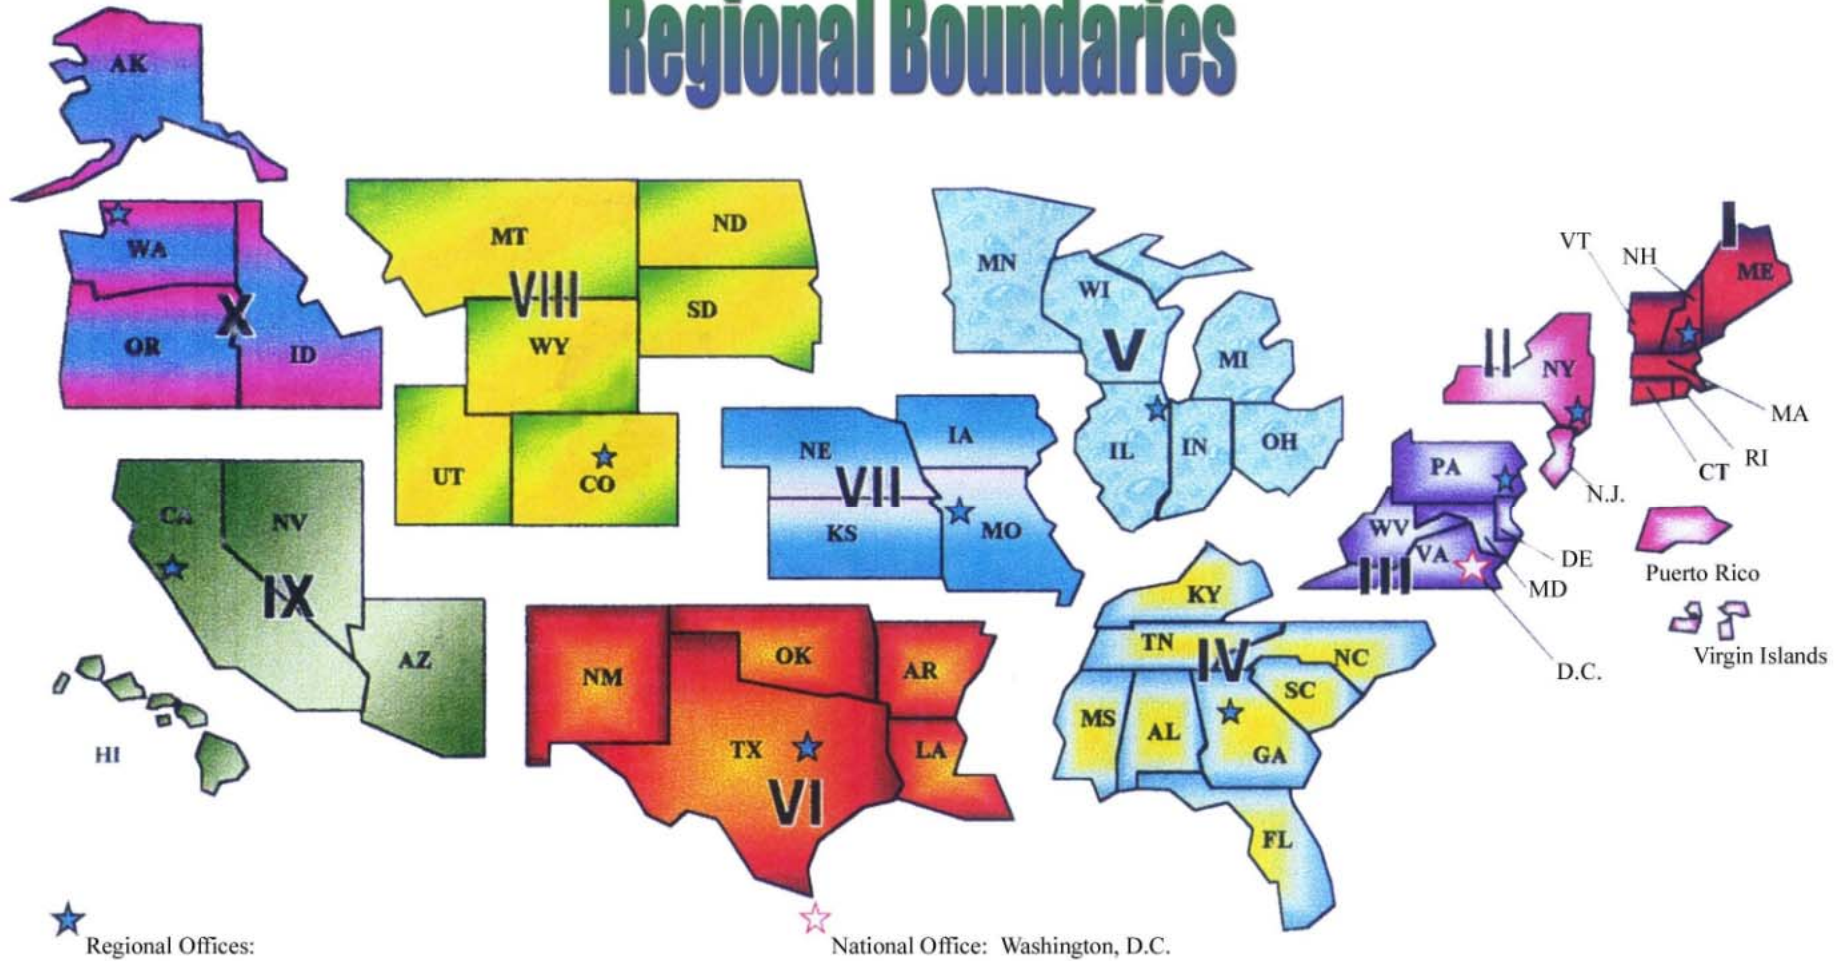 Regional Boundaries
AK
WA
X
OR
ID
MT
ND
VIII
SD
WY
UT
CO
MN
WI
V
MI
IL
IN
OH
NE
IA
VII
KS
MO
I
VT
NH
ME
II
NY
MA
RI
CT
N.J.
PA
WV
VA
III
DE
MD
D.C.
Puerto Rico
Virgin Islands
CA
NV
IX
AZ
HI
NM
OK
AR
TX
LA
VI
KY
TN
IV
NC
SC
MS
AL
GA
FL
Regional Offices:
National Office: Washington, D.C.